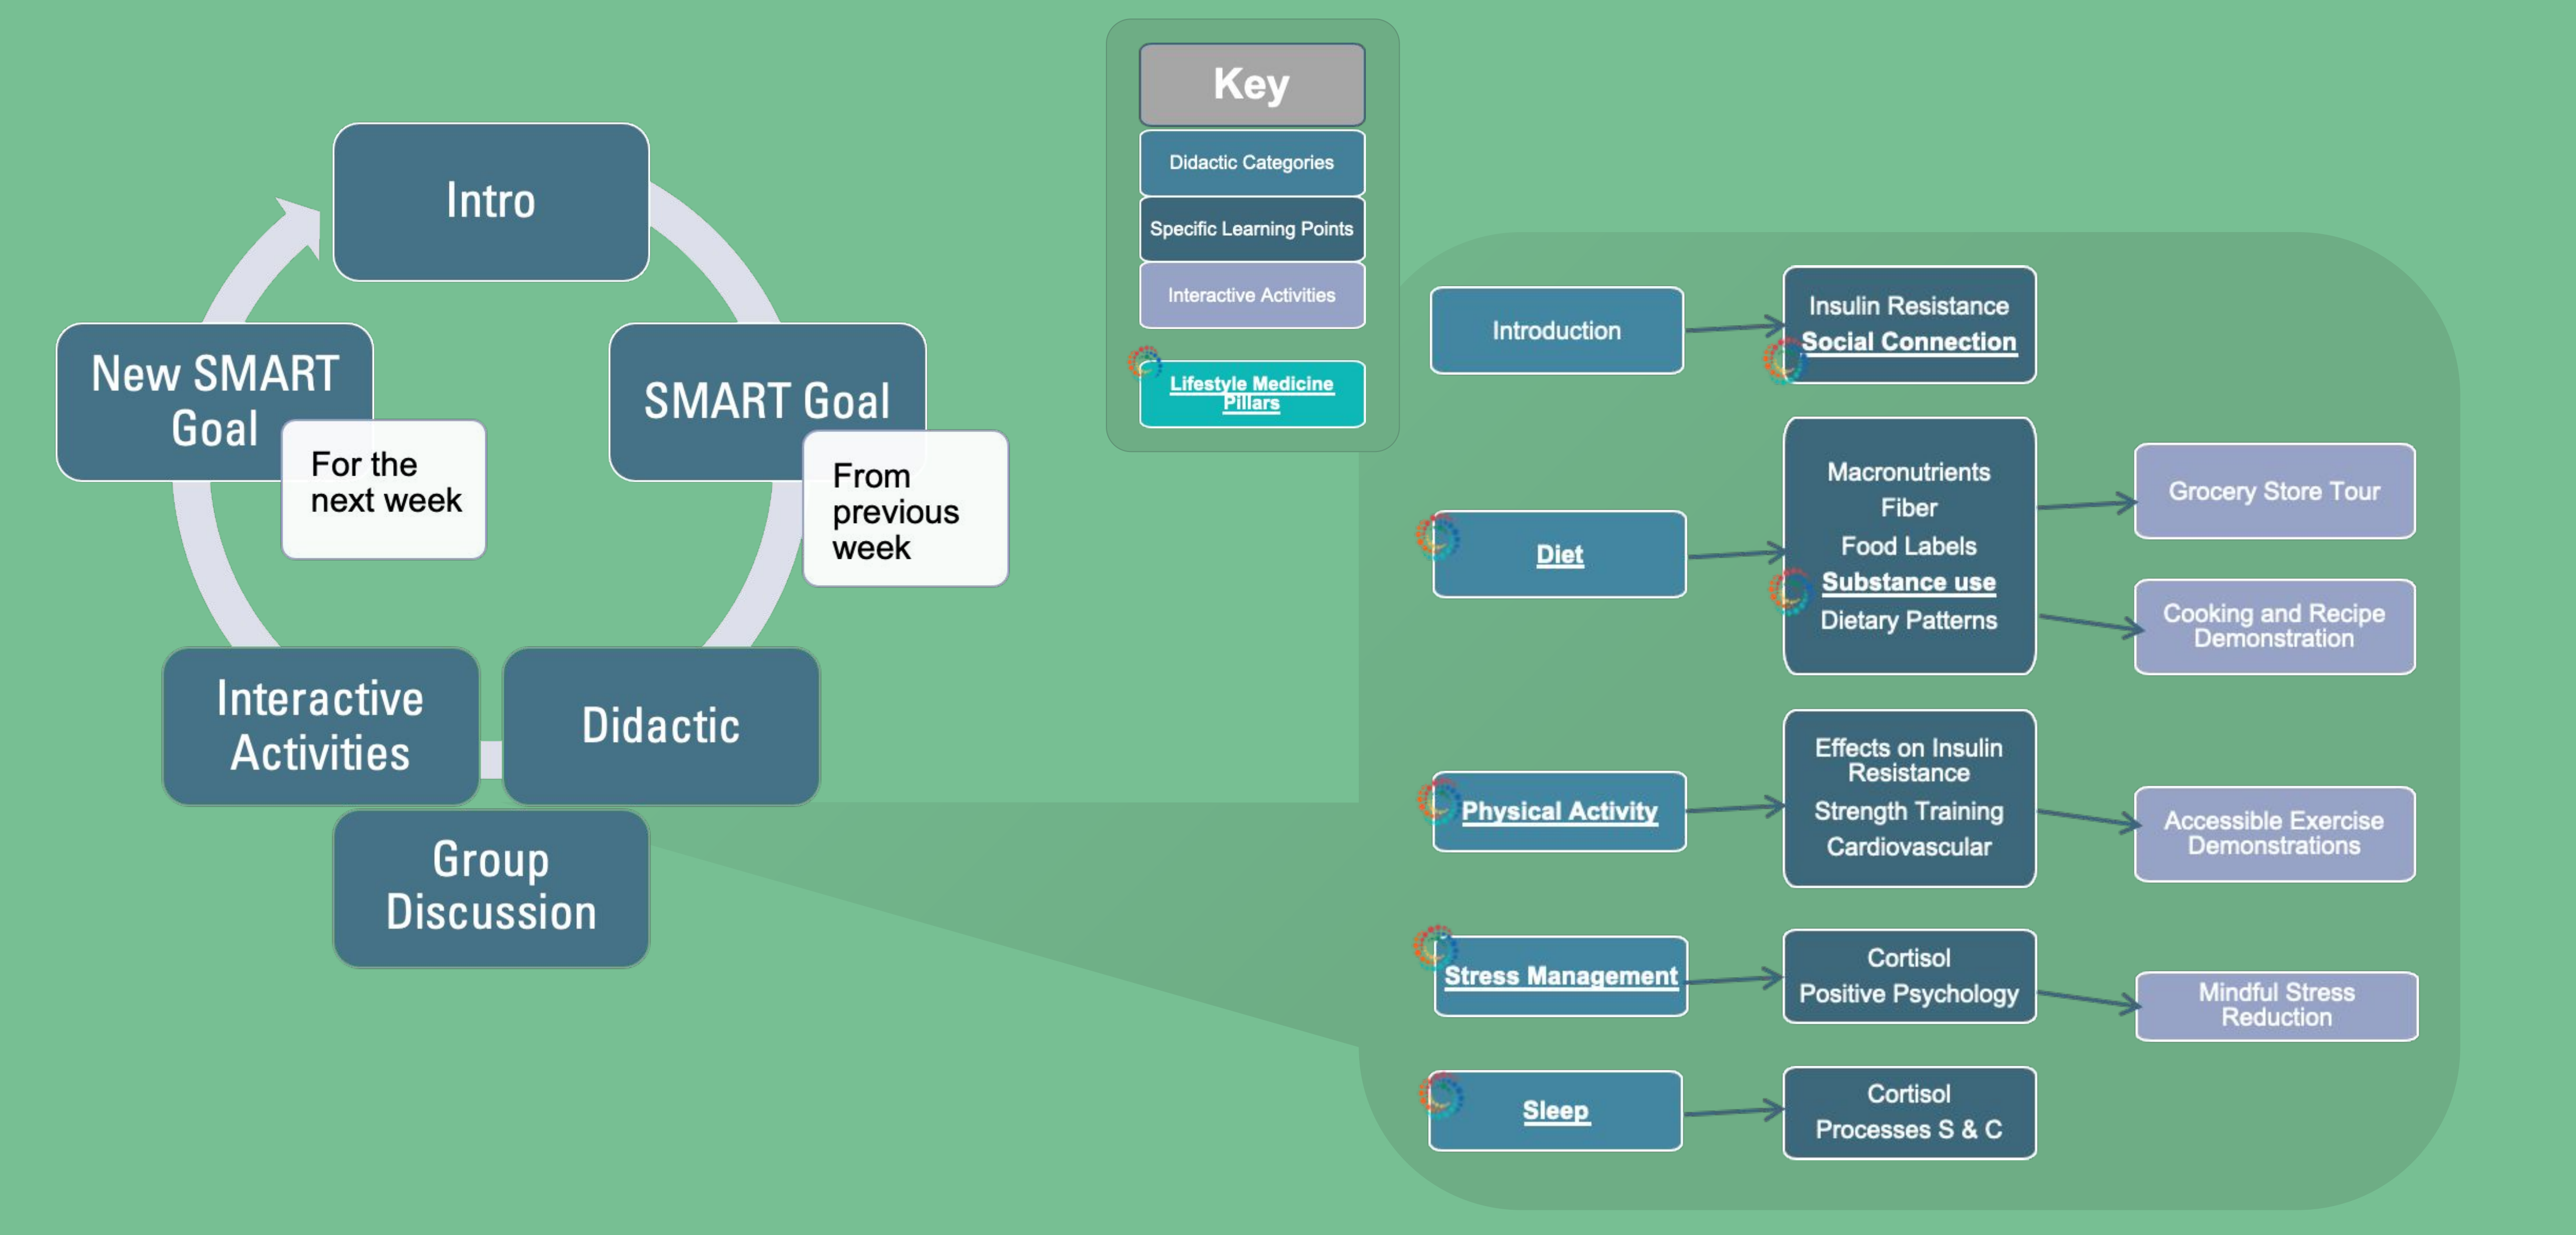 Intro
SMART Goal
From
previous
week
Didactic
Group
Discussion
Interactive
Activities
New SMART
Goal
For the
next week
Key
Didactic Categories
Specific Learning Points
Interactive Activities
Lifestyle Medicine
Pillars
Introduction
Insulin Resistance
Social Connection
Diet
Macronutrients
Fiber
Food Labels
Substance use
Dietary Patterns
Grocery Store Tour
Cooking and Recipe
Demonstration
Physical Activity
Effects on Insulin
Resistance
Strength Training
Cardiovascular
Accessible Exercise
Demonstrations
Stress Management
Cortisol
Positive Psychology
Mindful Stress
Reduction
Sleep
Cortisol
Processes S & C